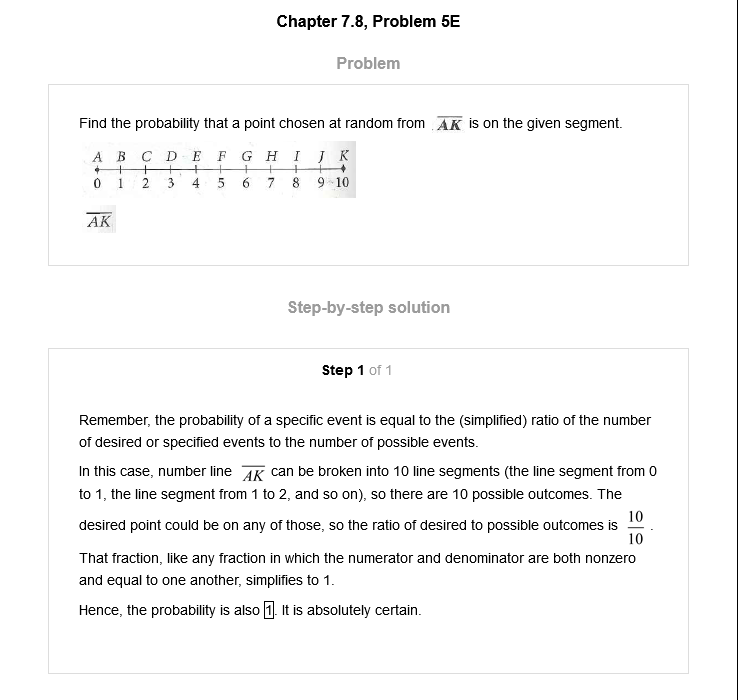 Chapter 7.8, Problem 5E
Problem
Find the probability that a point chosen at random from AK is on the given segment.
A B C D E F G H I J K
0 1 2 3 4 5 6 7 8 9 10
AK
Step-by-step solution
Step 1 of 1
Remember, the probability of a specific event is equal to the (simplified) ratio of the number
of desired or specified events to the number of possible events.
In this case, number line AK can be broken into 10 line segments (the line segment from 0
to 1, the line segment from 1 to 2, and so on), so there are 10 possible outcomes. The
desired point could be on any of those, so the ratio of desired to possible outcomes is 10/10.
That fraction, like any fraction in which the numerator and denominator are both nonzero
and equal to one another, simplifies to 1.
Hence, the probability is also 1. It is absolutely certain.